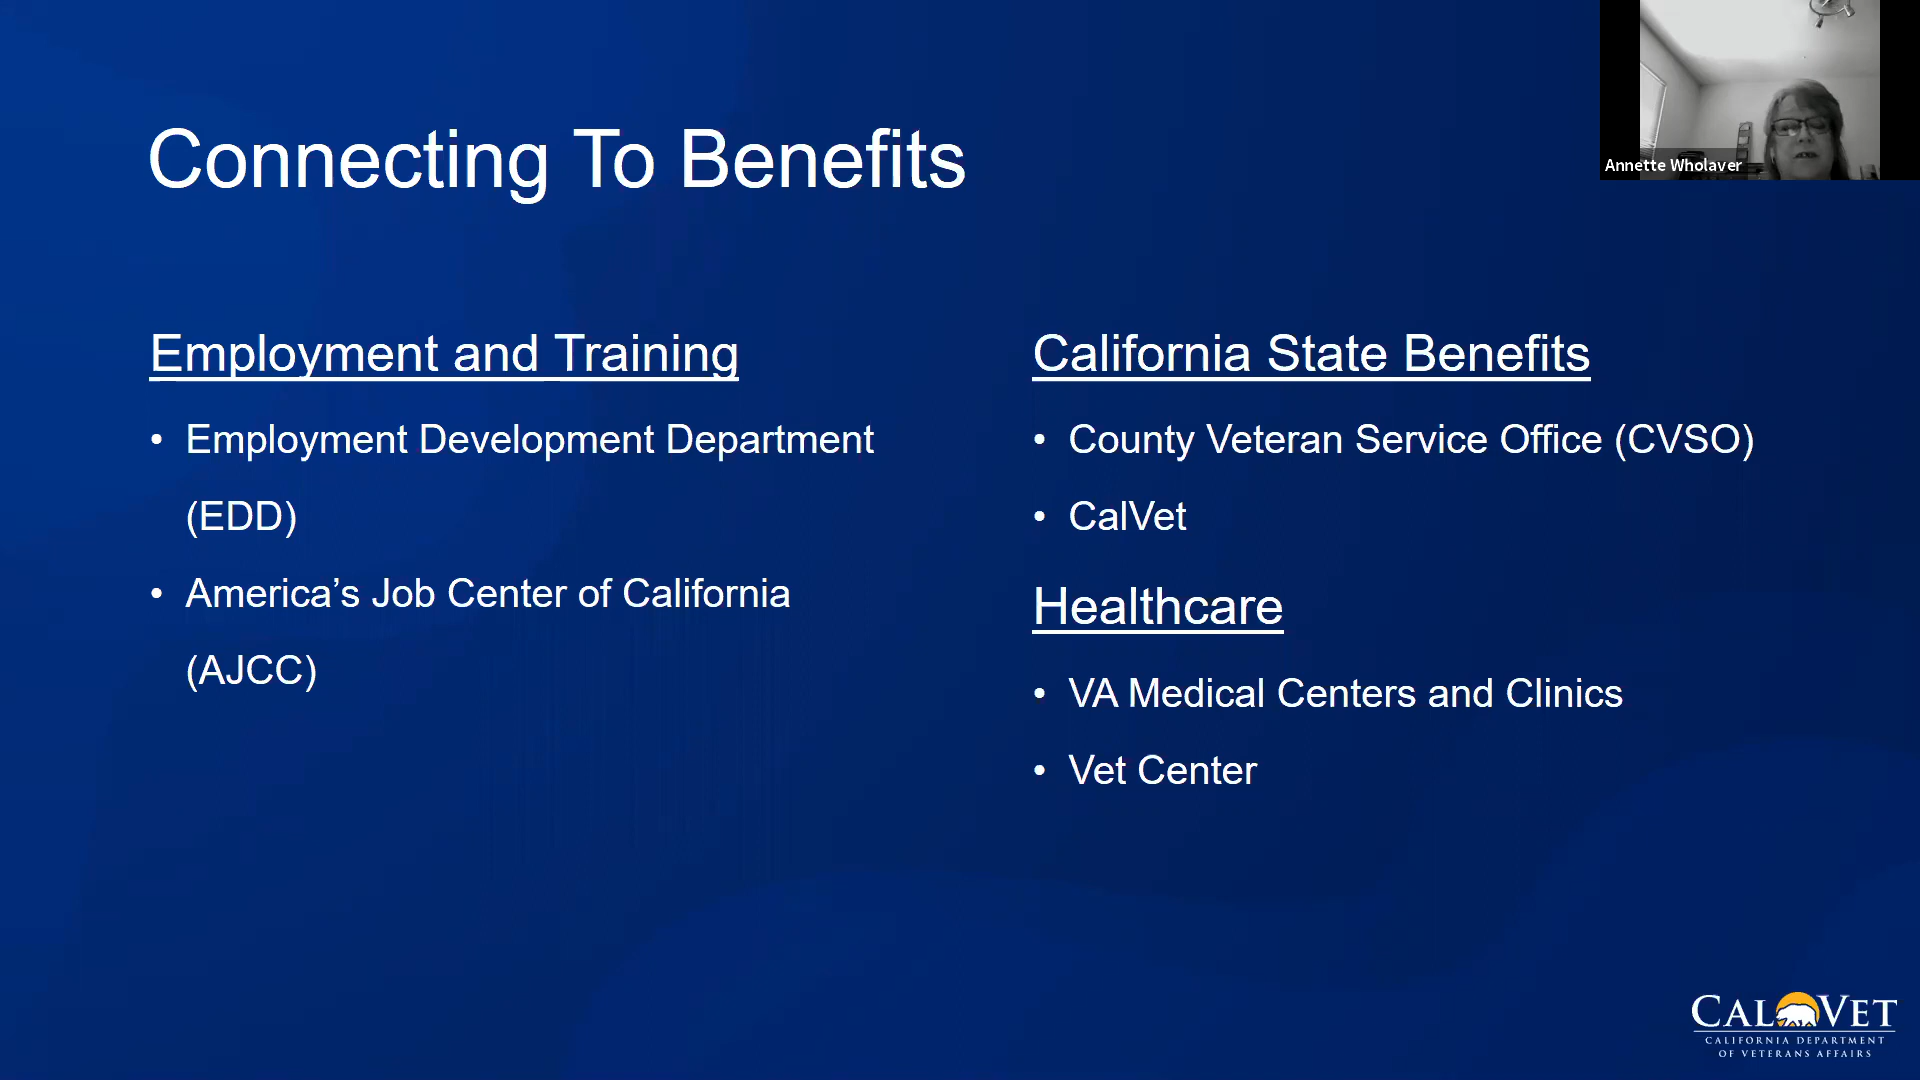 Connecting To Benefits
Annette Wholaver
Employment and Training
• Employment Development Department
(EDD)
• America’s Job Center of California
(AJCC)
California State Benefits
• County Veteran Service Office (CVSO)
• CalVet
Healthcare
• VA Medical Centers and Clinics
• Vet Center
CALVET
CALIFORNIA DEPARTMENT
OF VETERANS AFFAIRS